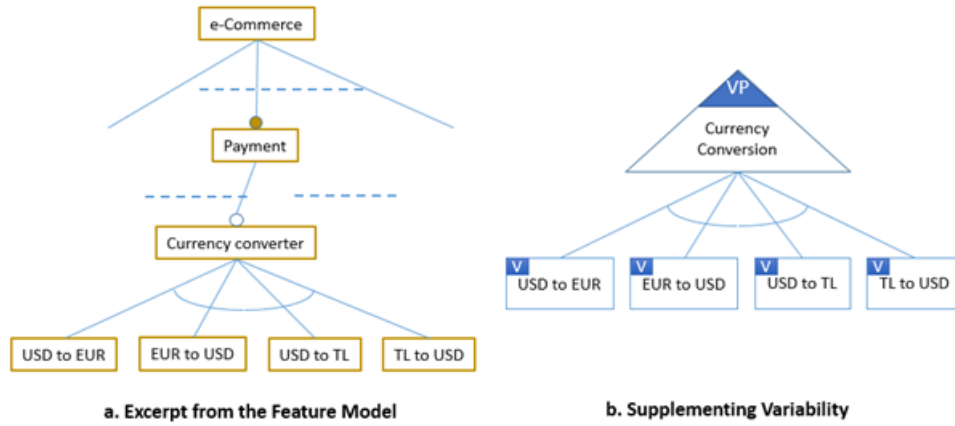 e-Commerce
Payment
Currency converter
USD to EUR
EUR to USD
USD to TL
TL to USD
a. Excerpt from the Feature Model
VP
Currency
Conversion
V
USD to EUR
V
EUR to USD
V
USD to TL
V
TL to USD
b. Supplementing Variability